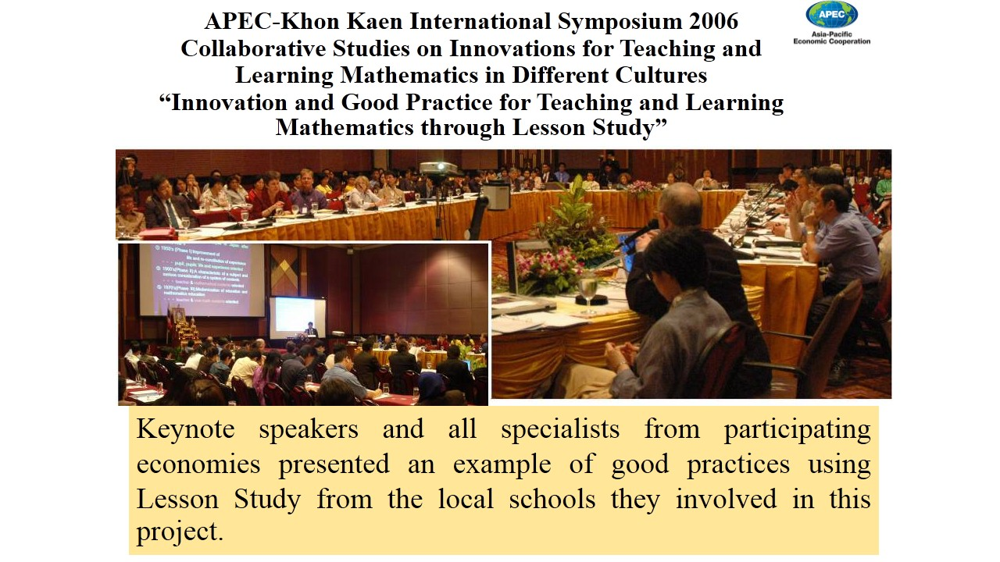 APEC-Khon Kaen International Symposium 2006
Collaborative Studies on Innovations for Teaching and
Learning Mathematics in Different Cultures
“Innovation and Good Practice for Teaching and Learning
Mathematics through Lesson Study”
APEC
Asia-Pacific
Economic Cooperation
1950's (Phase I) Improvement of
life and re-constitution of experience
pupil, pupils' life and experience oriented
1960's(Phase II) A characteristic of a subject and
serious consideration of a system of contents
teacher & mathematics contents oriented
1970's(Phase III) Modernization of education and
mathematics education
teacher & new math contents oriented
Keynote speakers and all specialists from participating
economies presented an example of good practices using
Lesson Study from the local schools they involved in this
project.